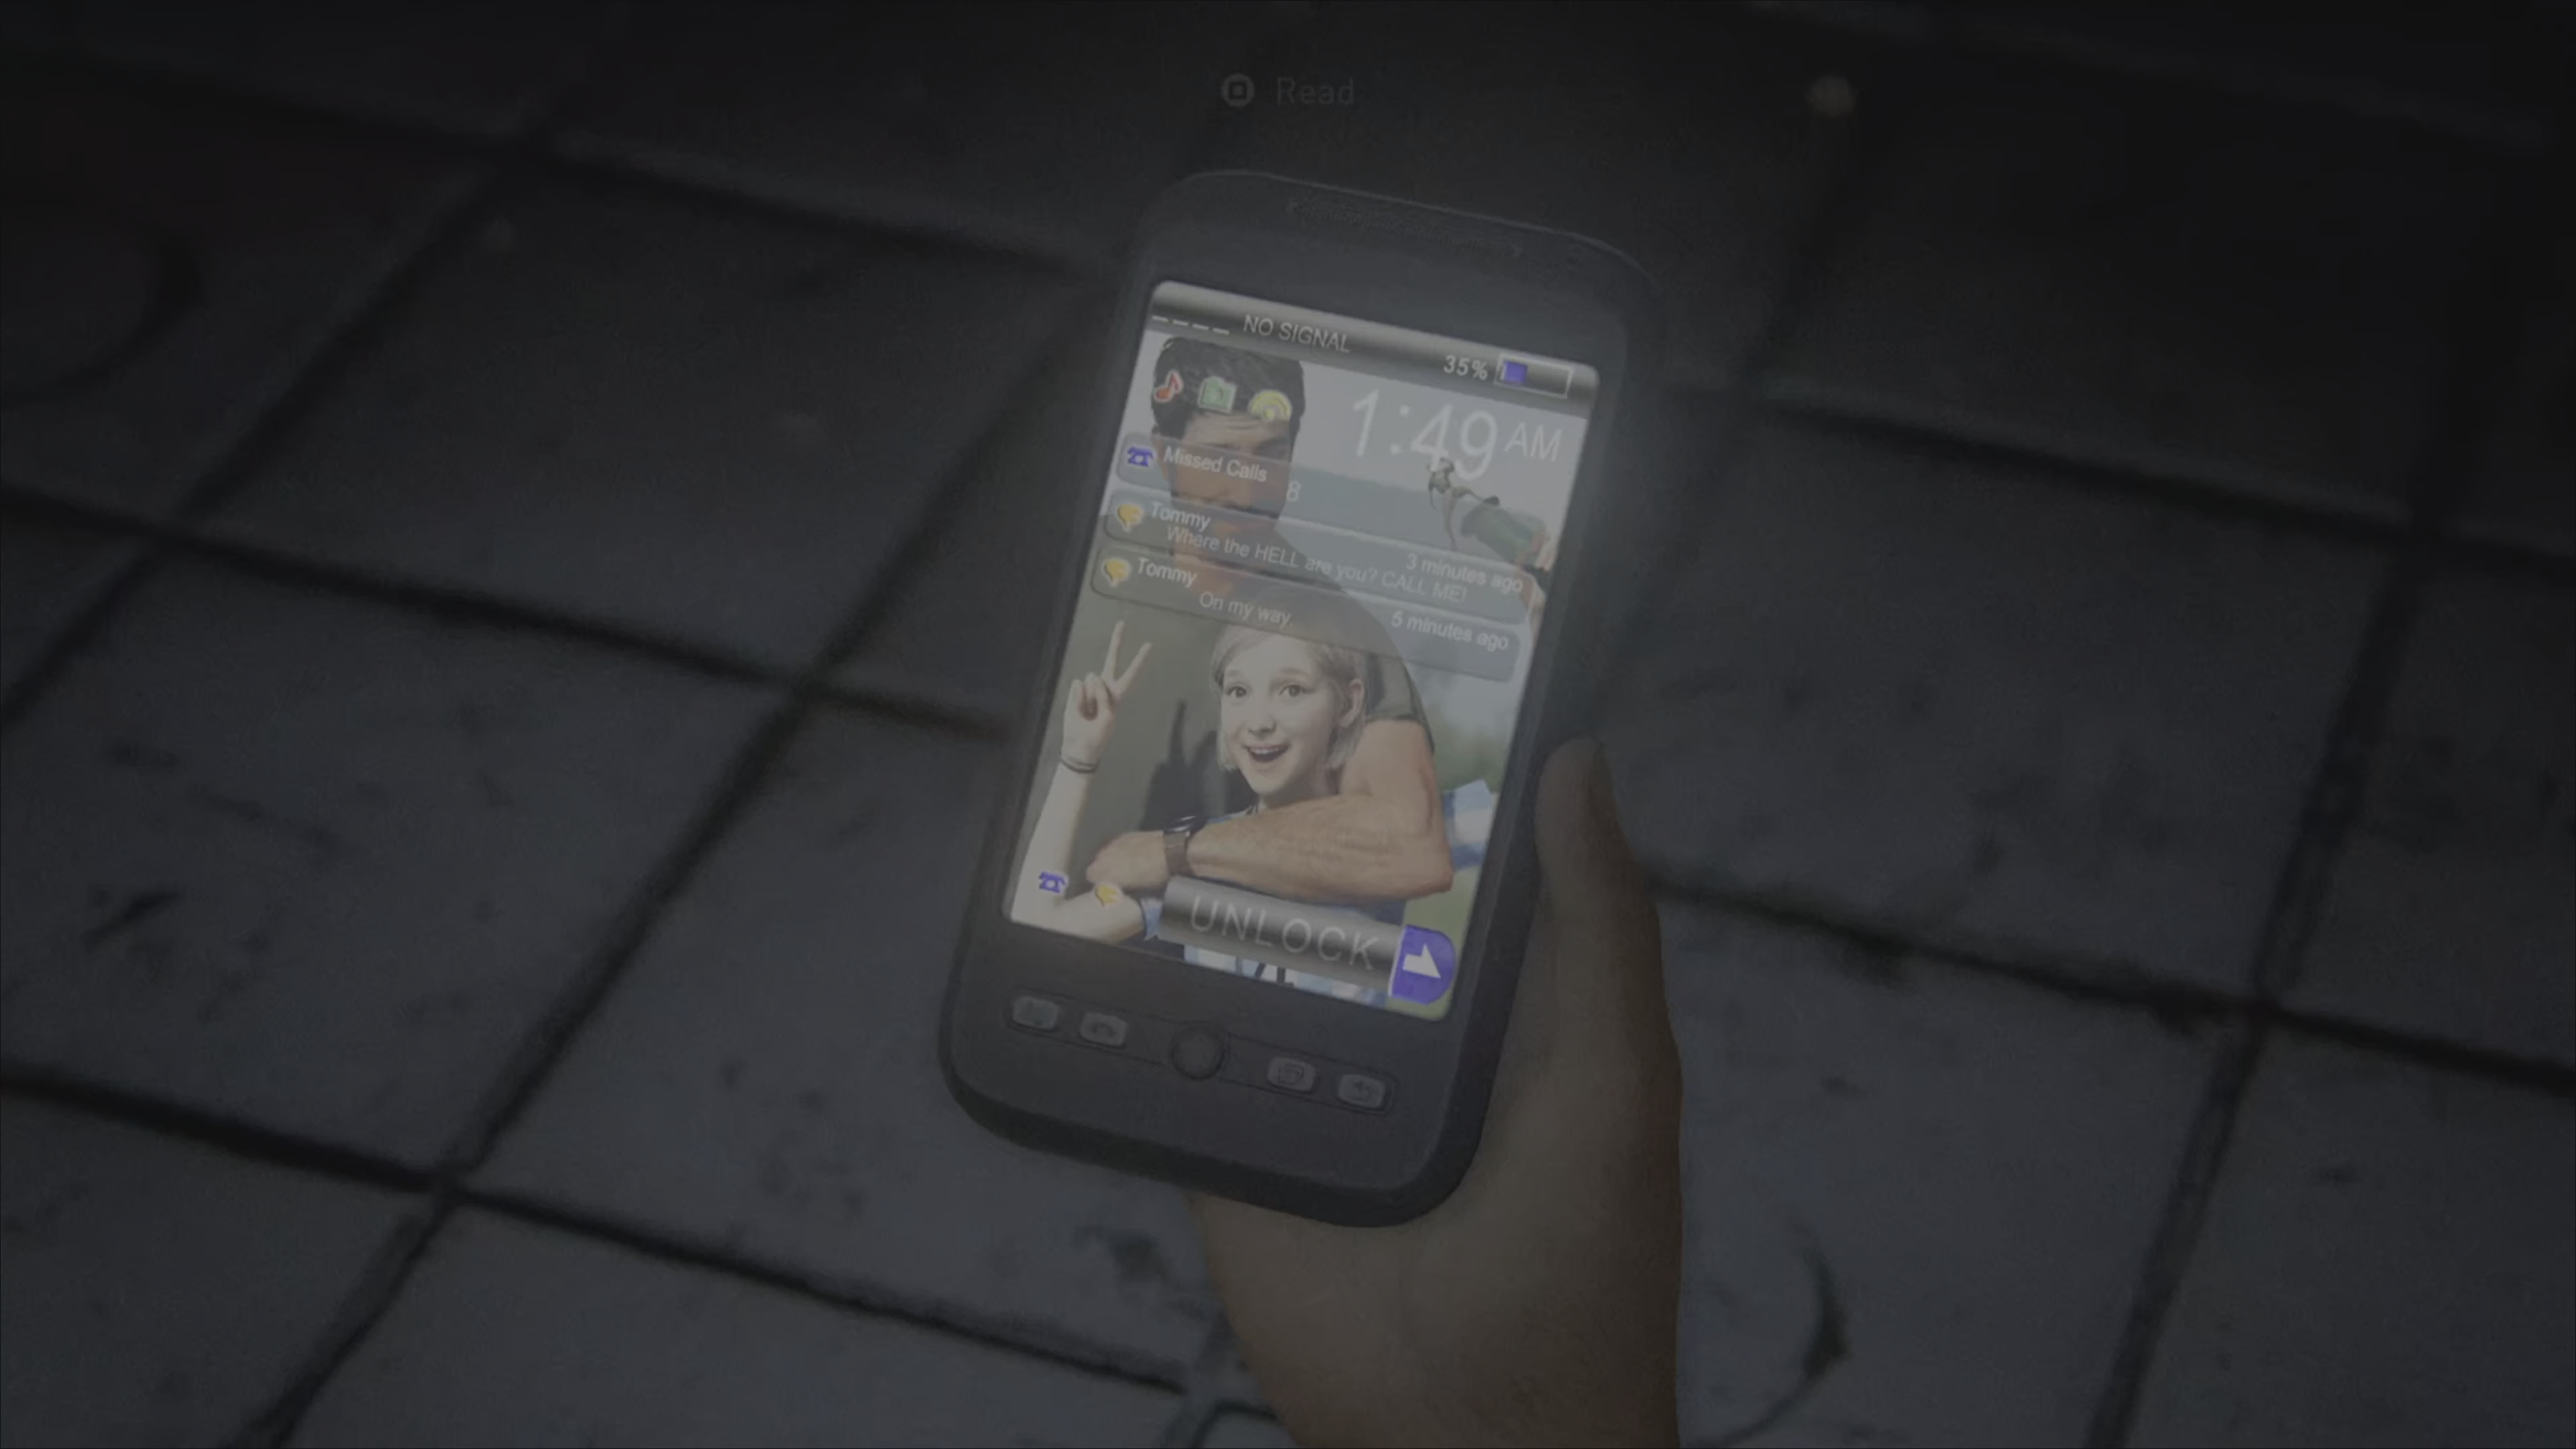 Read
NO SIGNAL
35%
1:49 AM
Missed Calls
8
Tommy
3 minutes ago
Where the HELL are you? CALL ME!
Tommy
5 minutes ago
On my way.
UNLOCK